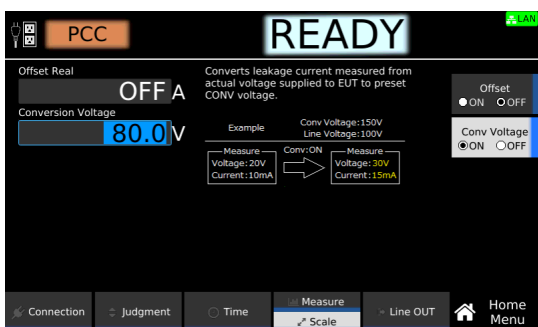 PCC
READY
LAN
Offset Real
OFF A
Conversion Voltage
80.0 V
Converts leakage current measured from
actual voltage supplied to EUT to preset
CONV voltage.
Example
Conv Voltage:150V
Line Voltage:100V
Measure
Voltage:20V
Current:10mA
Conv:ON
Measure
Voltage:30V
Current:15mA
Offset
ON OFF
Conv Voltage
ON OFF
Connection
Judgment
Time
Measure
Scale
Line OUT
Home
Menu